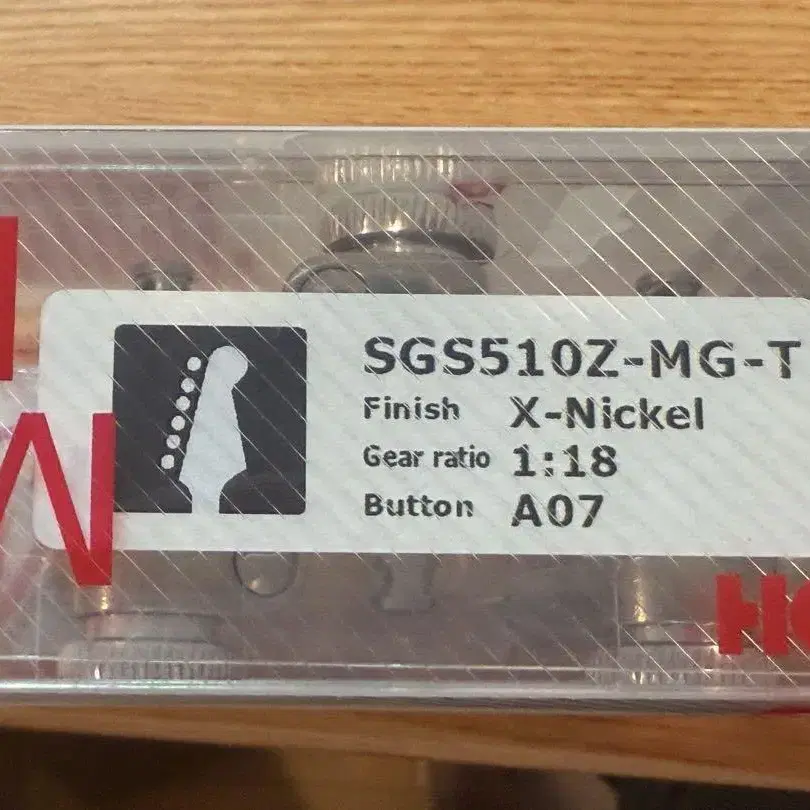 SGS510Z-MG-T
Finish X-Nickel
Gear ratio 1:18
Button A07